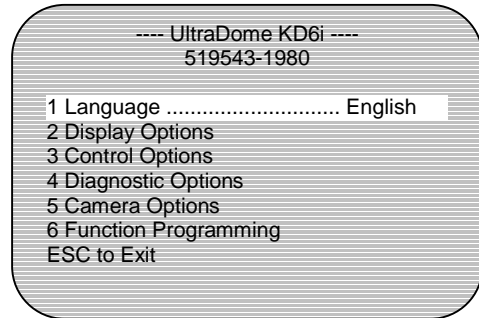 ---- UltraDome KD6i ----
519543-1980
1 Language ............................. English
2 Display Options
3 Control Options
4 Diagnostic Options
5 Camera Options
6 Function Programming
ESC to Exit